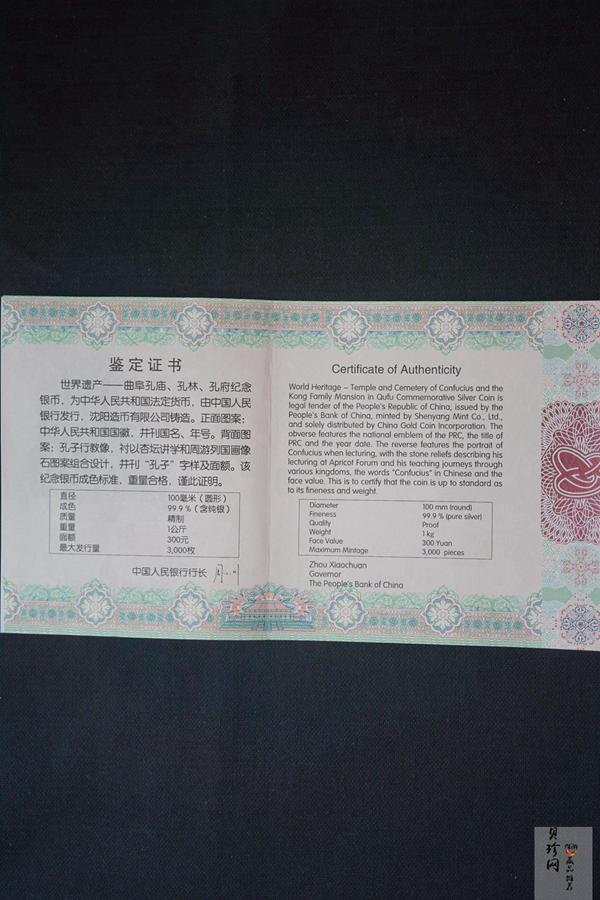 鉴定证书
世界遗产——曲阜孔庙、孔林、孔府纪念
银币，为中华人民共和国法定货币，由中国人民
银行发行，沈阳造币有限公司铸造。正面图案：
中华人民共和国国徽，并刊国名、年号。背面图
案：孔子行教像，衬以杏坛讲学和周游列国画像
石图案组合设计，并刊“孔子”字样及面额。该
纪念银币成色标准，重量合格，谨此证明。
直径 100毫米（圆形）
成色 99.9％（含纯银）
质量 精制
重量 1公斤
面额 300元
最大发行量 3,000枚
中国人民银行行长
Certificate of Authenticity
World Heritage – Temple and Cemetery of Confucius and the
Kong Family Mansion in Qufu Commemorative Silver Coin is
legal tender of the People's Republic of China, issued by the
People's Bank of China, minted by Shenyang Mint Co., Ltd.,
and solely distributed by China Gold Coin Incorporation. The
obverse features the national emblem of the PRC, the title of
PRC and the year date. The reverse features the portrait of
Confucius when lecturing, with the stone reliefs describing his
lecturing at Apricot Forum and his teaching journeys through
various kingdoms, the words "Confucius" in Chinese and the
face value. This is to certify that the coin is up to standard as
to its fineness and weight.
Diameter 100 mm (round)
Fineness 99.9 % (pure silver)
Quality Proof
Weight 1 kg
Face Value 300 Yuan
Maximum Mintage 3,000 pieces
Zhou Xiaochuan
Governor
The People's Bank of China
贝珍网
藏品推荐